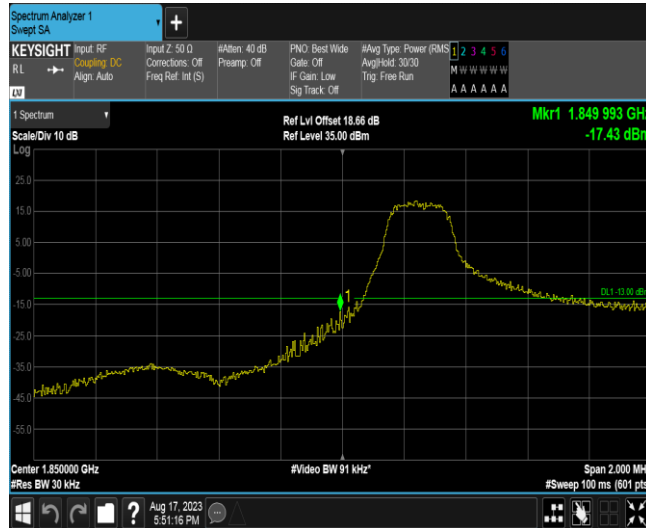 Spectrum Analyzer 1
Swept SA
+
KEYSIGHT Input: RF Input Z: 50 Ω #Atten: 40 dB PNO: Best Wide #Avg Type: Power (RMS 1 2 3 4 5 6
RL Coupling: DC Corrections: Off Preamp: Off Gate: Off Avg|Hold: 30/30 M W W W W W
Align: Auto Freq Ref: Int (S) IF Gain: Low Trig: Free Run
LXI Sig Track: Off A A A A A A
1 Spectrum Ref Lvl Offset 18.66 dB Mkr1 1.849 993 GHz
Scale/Div 10 dB Ref Level 35.00 dBm -17.43 dBm
Log
25.0
15.0
5.00
-5.00
1
DL1 -13.00 dBm
-15.0
-25.0
-35.0
-45.0
-55.0
Center 1.850000 GHz #Video BW 91 kHz* Span 2.000 MH
#Res BW 30 kHz #Sweep 100 ms (601 pts
? Aug 17, 2023
5:51:16 PM